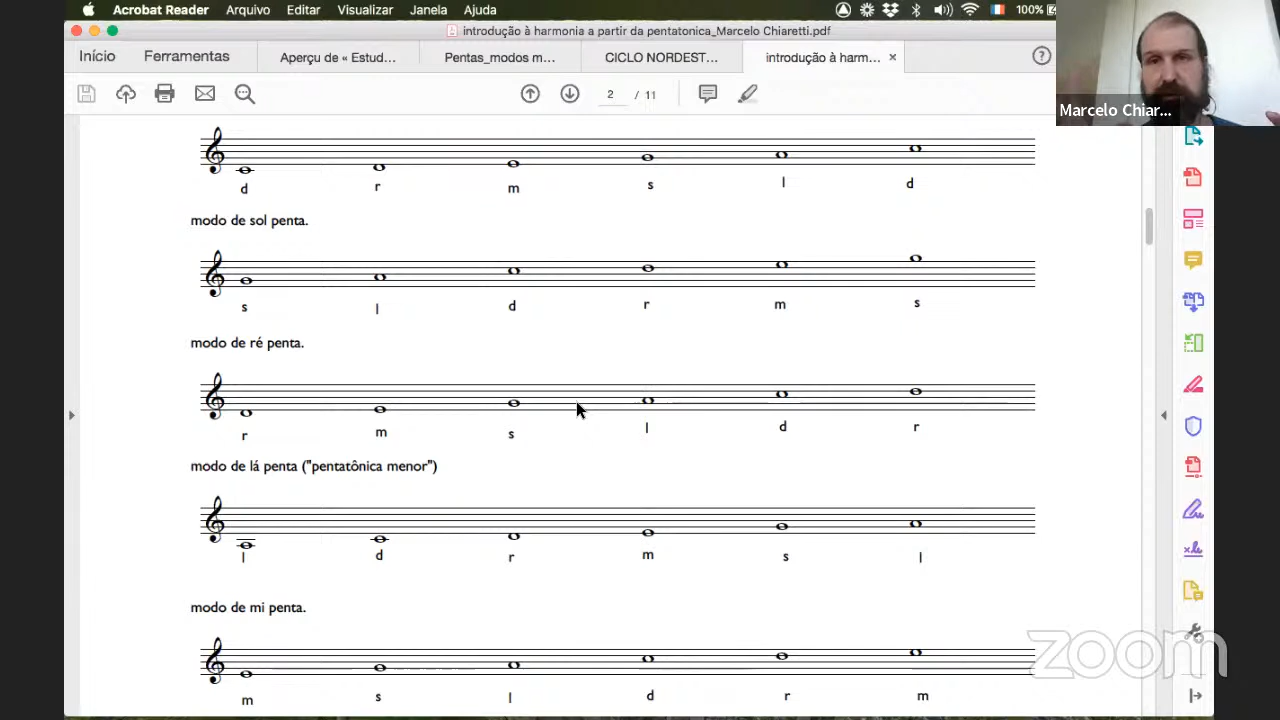 Acrobat Reader Arquivo Editar Visualizar Janela Ajuda 100%
introdução à harmonia a partir da pentatonica_Marcelo Chiaretti.pdf
Início Ferramentas Aperçu de « Estud... Pentas_modos m... CICLO NORDEST... introdução à harm... ×
2 / 11
Marcelo Chiar...
d r m s l d
modo de sol penta.
s l d r m s
modo de ré penta.
r m s l d r
modo de lá penta ("pentatônica menor")
l d r m s l
modo de mi penta.
m s l d r m
zoom